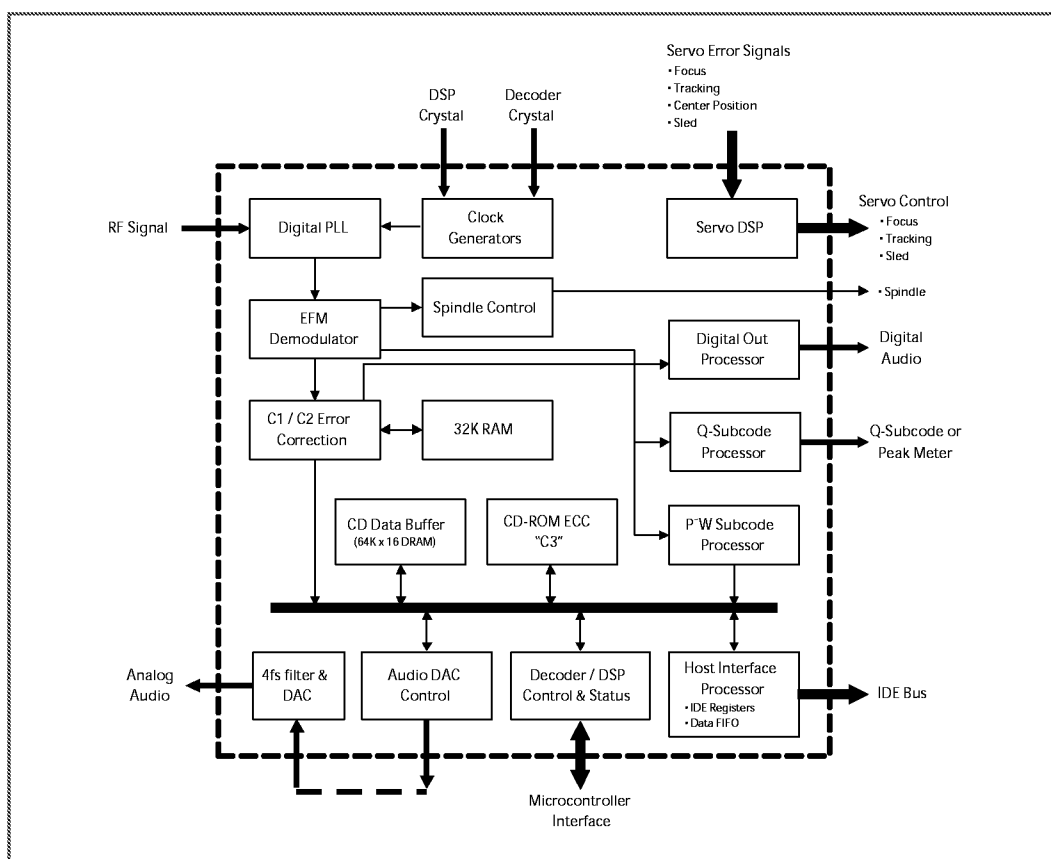 Servo Error Signals
· Focus
· Tracking
· Center Position
· Sled
DSP
Crystal
Decoder
Crystal
RF Signal
Digital PLL
Clock
Generators
Servo DSP
Servo Control
· Focus
· Tracking
· Sled
EFM
Demodulator
Spindle Control
· Spindle
Digital Out
Processor
Digital
Audio
C1 / C2 Error
Correction
32K RAM
Q-Subcode
Processor
Q-Subcode or
Peak Meter
CD Data Buffer
(64K x 16 DRAM)
CD-ROM ECC
"C3"
P~W Subcode
Processor
Analog
Audio
4fs filter &
DAC
Audio DAC
Control
Decoder / DSP
Control & Status
Host Interface
Processor
· IDE Registers
· Data FIFO
IDE Bus
Microcontroller
Interface